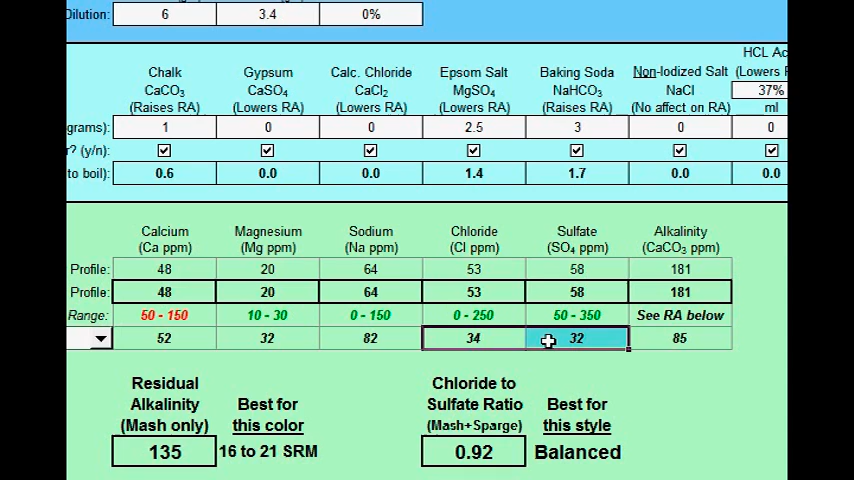 Dilution: 6 3.4 0%
HCL Ac
Chalk Gypsum Calc. Chloride Epsom Salt Baking Soda Non-Iodized Salt (Lowers R
CaCO3 CaSO4 CaCl2 MgSO4 NaHCO3 NaCl 37%
(Raises RA) (Lowers RA) (Lowers RA) (Lowers RA) (Raises RA) (No affect on RA) ml
grams): 1 0 0 2.5 3 0 0
r? (y/n)
to boil): 0.6 0.0 0.0 1.4 1.7 0.0 0.0
Calcium Magnesium Sodium Chloride Sulfate Alkalinity
(Ca ppm) (Mg ppm) (Na ppm) (Cl ppm) (SO4 ppm) (CaCO3 ppm)
Profile: 48 20 64 53 58 181
Profile: 48 20 64 53 58 181
Range: 50 - 150 10 - 30 0 - 150 0 - 250 50 - 350 See RA below
52 32 82 34 32 85
Residual Chloride to
Alkalinity Best for Sulfate Ratio Best for
(Mash only) this color (Mash+Sparge) this style
135 16 to 21 SRM 0.92 Balanced